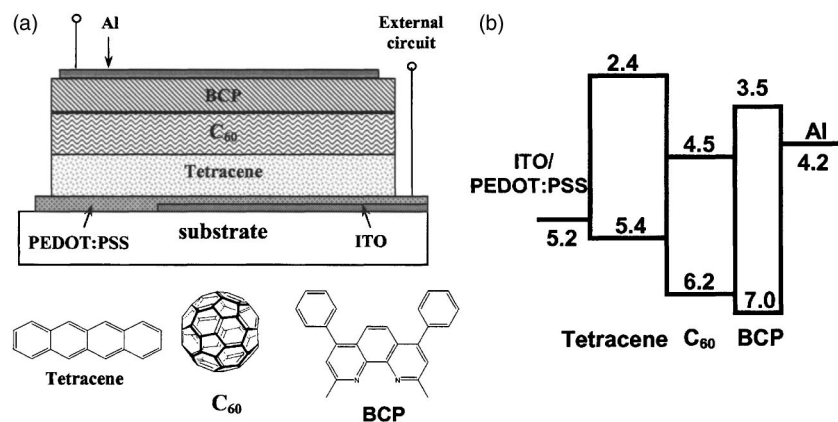 (a)
Al
External
circuit
BCP
C₆₀
Tetracene
PEDOT:PSS
substrate
ITO
Tetracene
C₆₀
N
N
BCP
(b)
2.4
3.5
4.5
Al
4.2
ITO/
PEDOT:PSS
5.2
5.4
6.2
7.0
Tetracene C₆₀ BCP